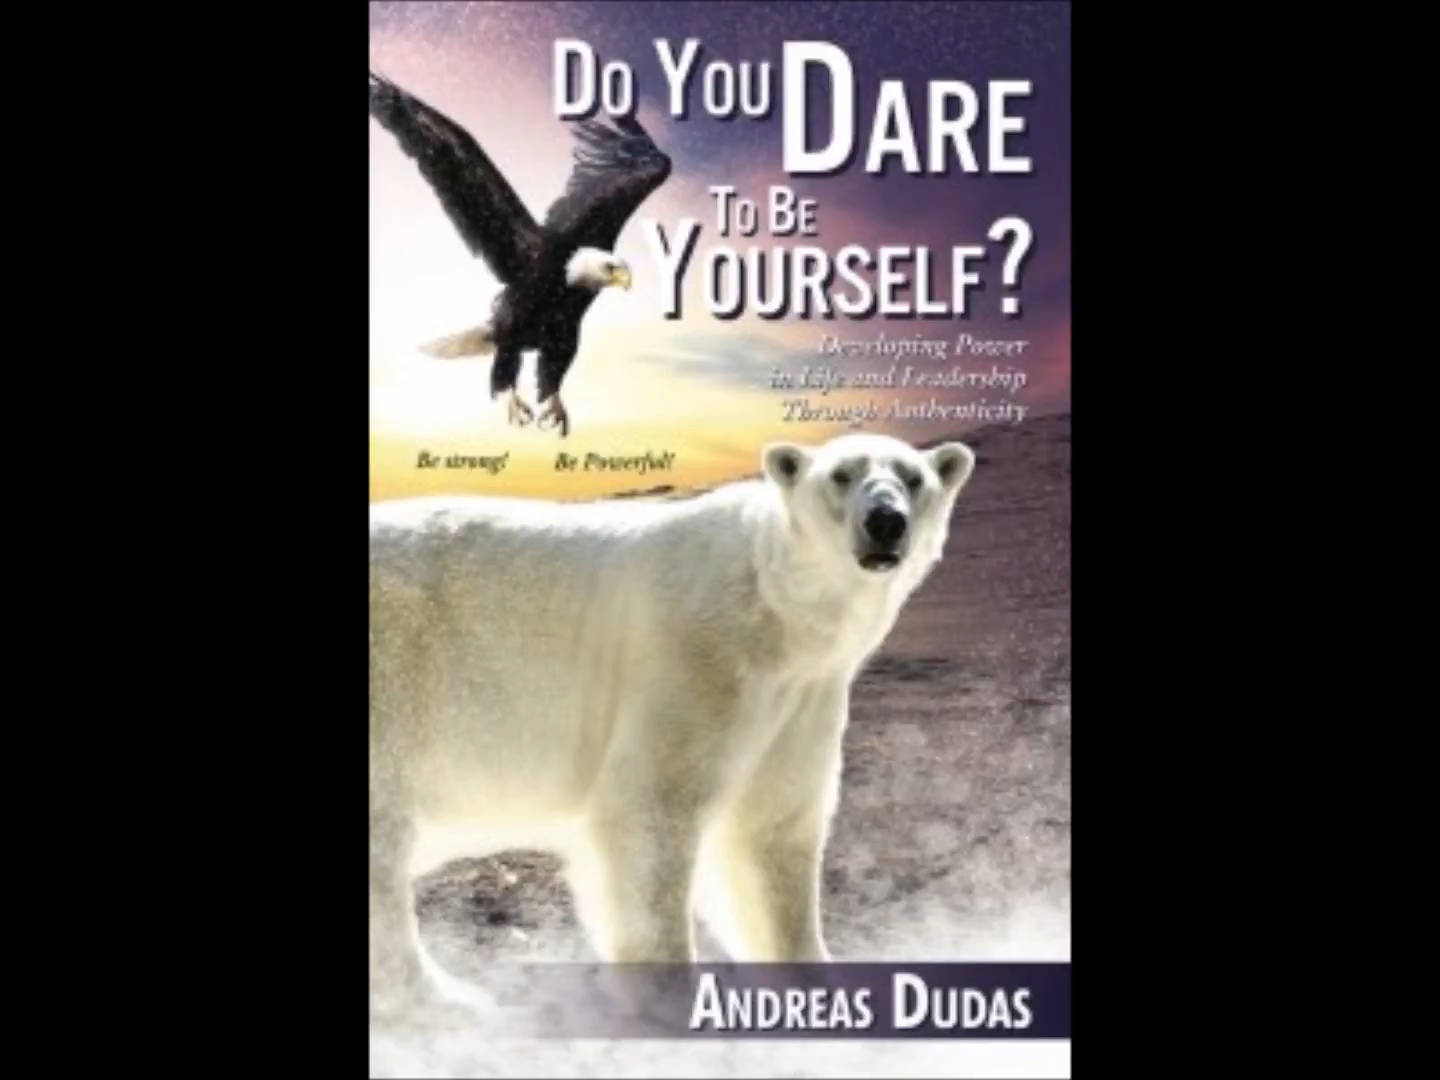 Do You Dare
To Be
Yourself?
Developing Power
in Life and Leadership
Through Authenticity
Be strong! Be Powerful!
Andreas Dudas